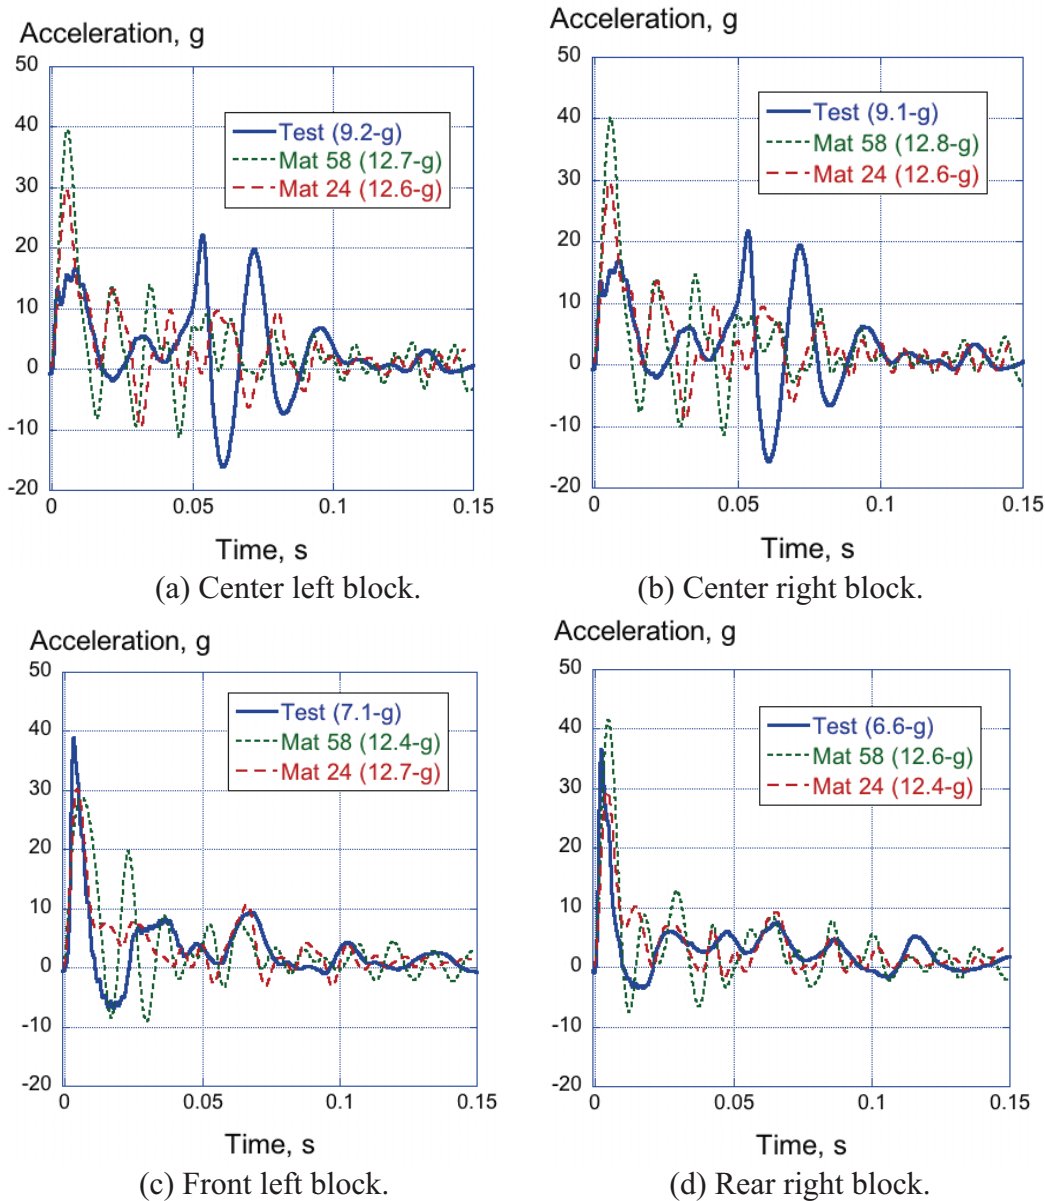 Acceleration, g
50
40
30
20
10
0
-10
-20
Test (9.2-g)
Mat 58 (12.7-g)
Mat 24 (12.6-g)
0 0.05 0.1 0.15
Time, s
(a) Center left block.
Acceleration, g
50
40
30
20
10
0
-10
-20
Test (9.1-g)
Mat 58 (12.8-g)
Mat 24 (12.6-g)
0 0.05 0.1 0.15
Time, s
(b) Center right block.
Acceleration, g
50
40
30
20
10
0
-10
-20
Test (7.1-g)
Mat 58 (12.4-g)
Mat 24 (12.7-g)
0 0.05 0.1 0.15
Time, s
(c) Front left block.
Acceleration, g
50
40
30
20
10
0
-10
-20
Test (6.6-g)
Mat 58 (12.6-g)
Mat 24 (12.4-g)
0 0.05 0.1 0.15
Time, s
(d) Rear right block.